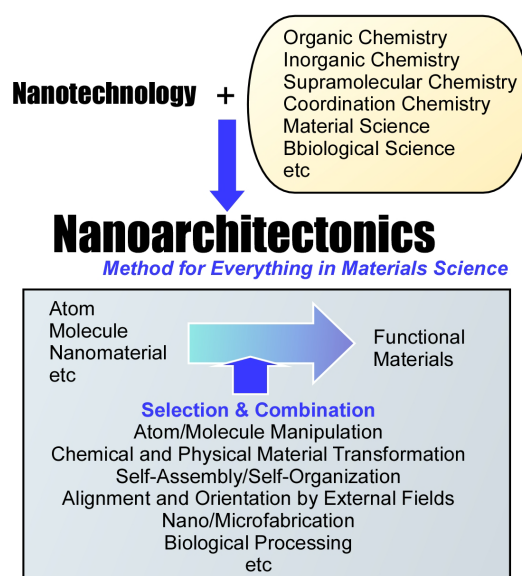 Nanotechnology +
Organic Chemistry
Inorganic Chemistry
Supramolecular Chemistry
Coordination Chemistry
Material Science
Bbiological Science
etc
Nanoarchitectonics
Method for Everything in Materials Science
Atom
Molecule
Nanomaterial
etc
Functional
Materials
Selection & Combination
Atom/Molecule Manipulation
Chemical and Physical Material Transformation
Self-Assembly/Self-Organization
Alignment and Orientation by External Fields
Nano/Microfabrication
Biological Processing
etc